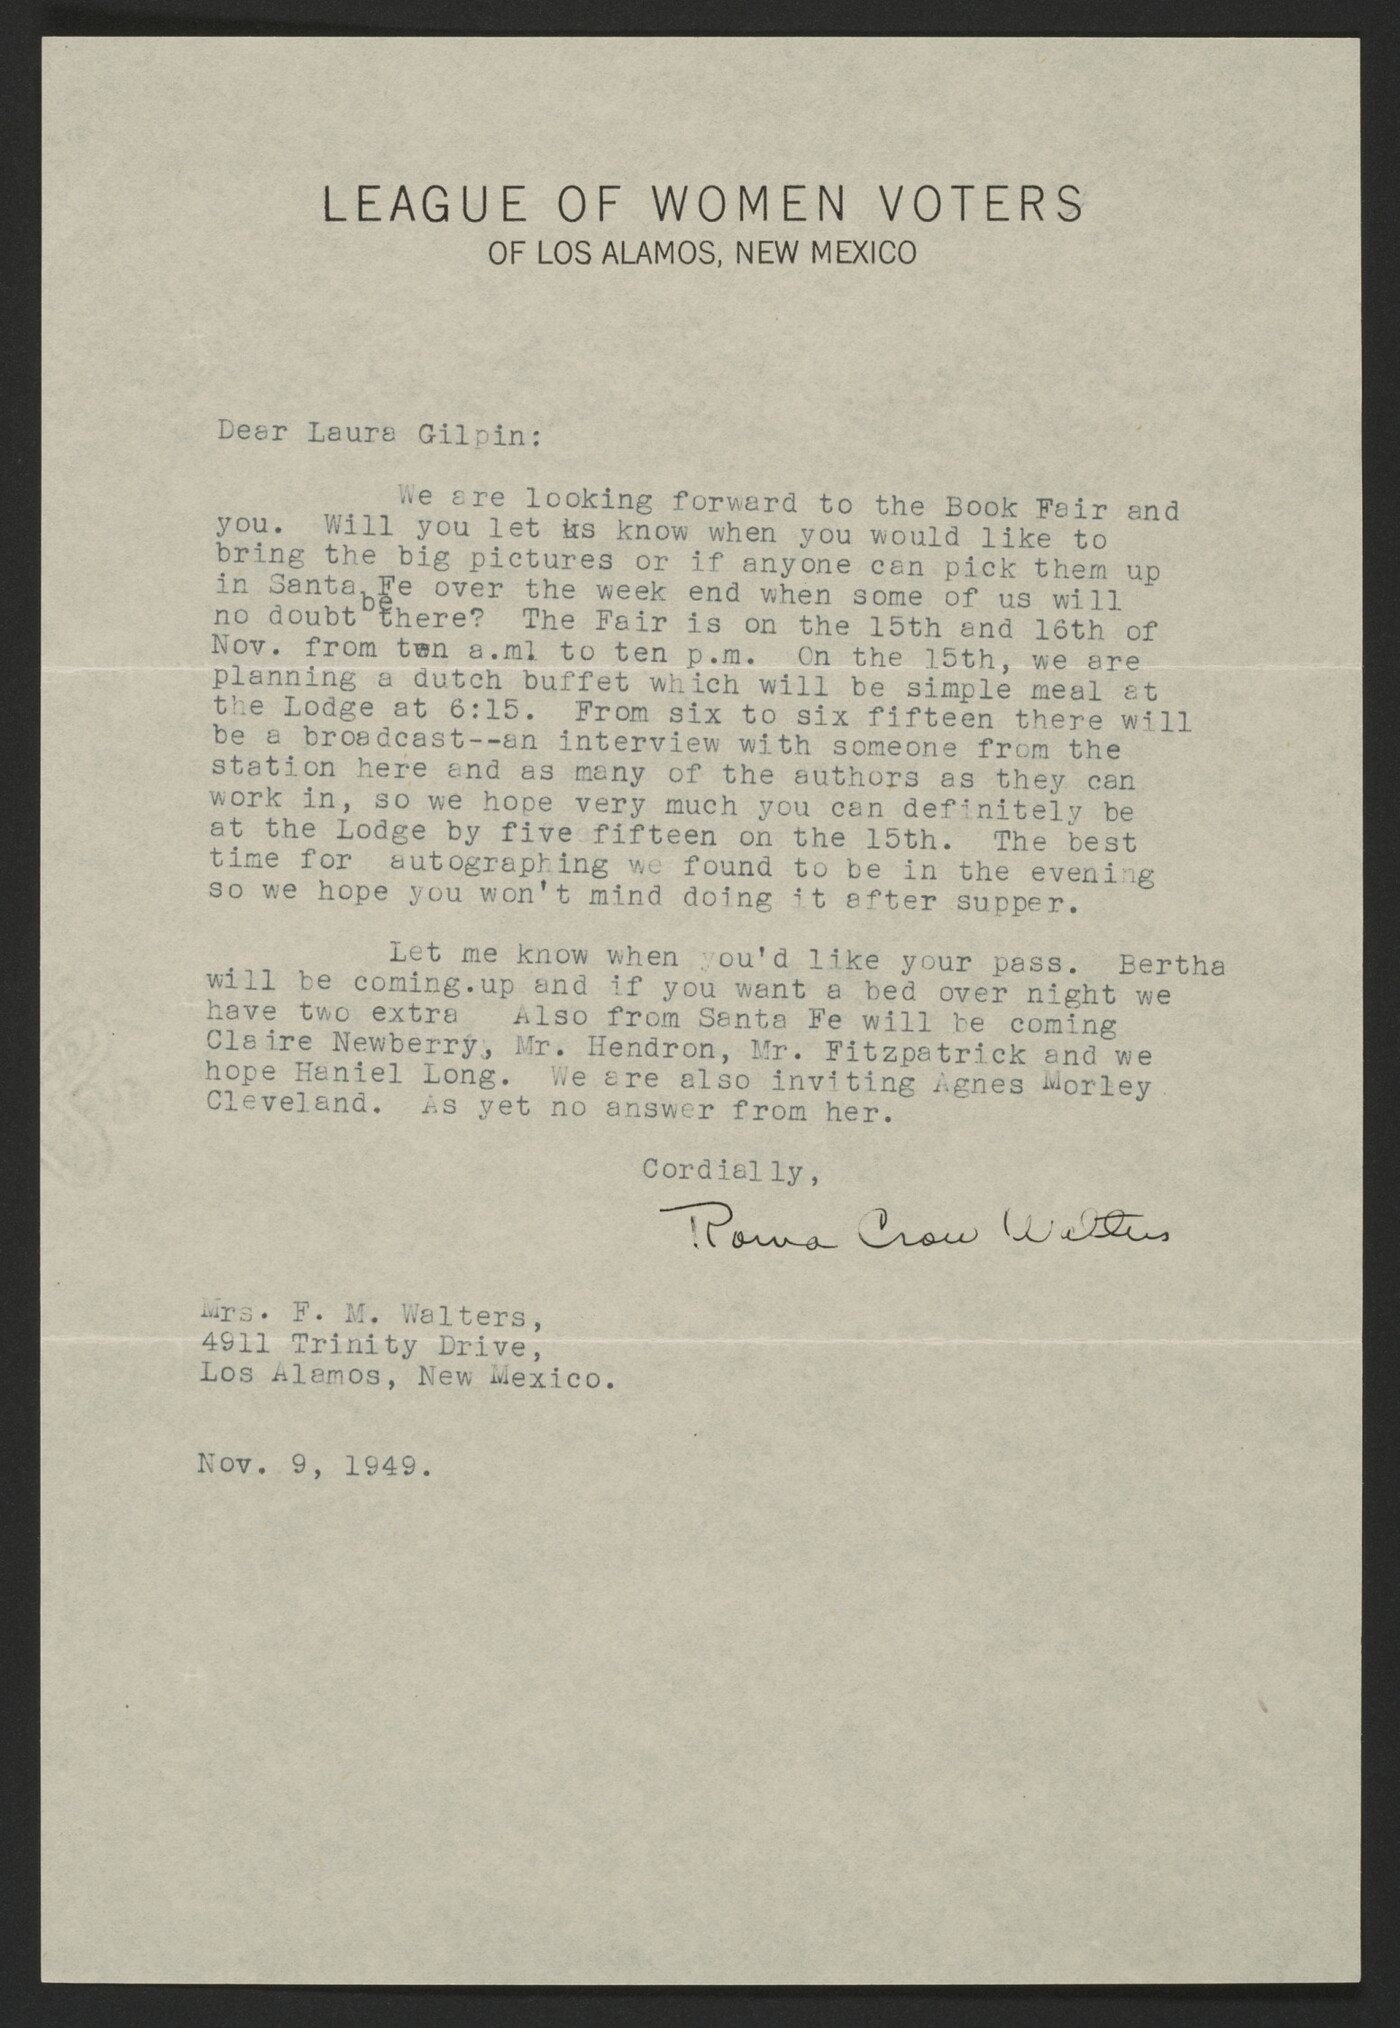 LEAGUE OF WOMEN VOTERS
OF LOS ALAMOS, NEW MEXICO
Dear Laura Gilpin:
We are looking forward to the Book Fair and
you. Will you let us know when you would like to
bring the big pictures or if anyone can pick them up
in Santa Fe over the week end when some of us will
be
no doubt there? The Fair is on the 15th and 16th of
Nov. from ten a.ml to ten p.m. On the 15th, we are
planning a dutch buffet which will be simple meal at
the Lodge at 6:15. From six to six fifteen there will
be a broadcast--an interview with someone from the
station here and as many of the authors as they can
work in, so we hope very much you can definitely be
at the Lodge by five fifteen on the 15th. The best
time for autographing we found to be in the evening
so we hope you won't mind doing it after supper.
Let me know when you'd like your pass. Bertha
will be coming.up and if you want a bed over night we
have two extra Also from Santa Fe will be coming
Claire Newberry, Mr. Hendron, Mr. Fitzpatrick and we
hope Haniel Long. We are also inviting Agnes Morley
Cleveland. As yet no answer from her.
Cordially,
Roma Crow Walters
Mrs. F. M. Walters,
4911 Trinity Drive,
Los Alamos, New Mexico.
Nov. 9, 1949.